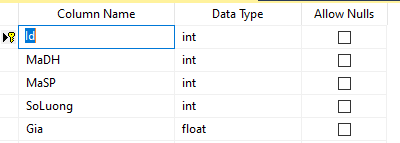 Column Name Data Type Allow Nulls
Id int
MaDH int
MaSP int
SoLuong int
Gia float